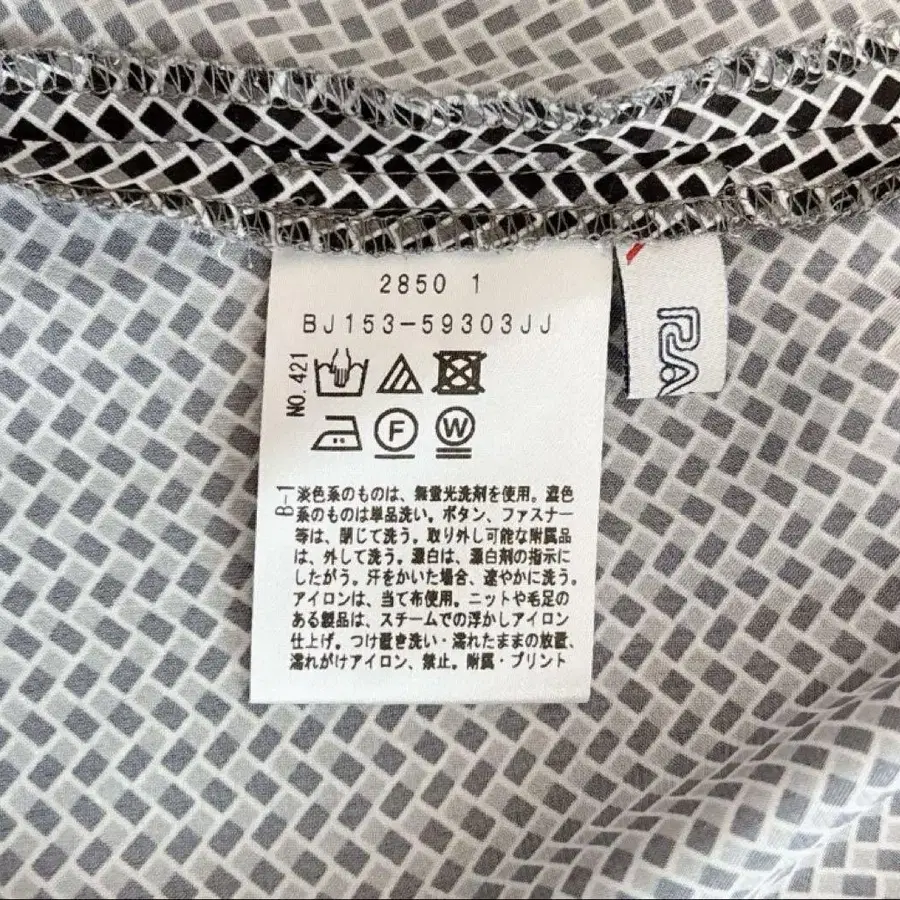 2850 1
BJ153-59303JJ
NO.421
F
W
B-1
淡色系のものは、無蛍光洗剤を使用。濃色
系のものは単品洗い。ボタン、ファスナー
等は、閉じて洗う。取り外し可能な附属品
は、外して洗う。漂白は、漂白剤の指示に
したがう。汗をかいた場合、速やかに洗う。
アイロンは、当て布使用。ニットや毛足の
ある製品は、スチームでの浮かしアイロン
仕上げ。つけ置き洗い・濡れたままの放置、
濡れがけアイロン、禁止。附属・プリント
RA